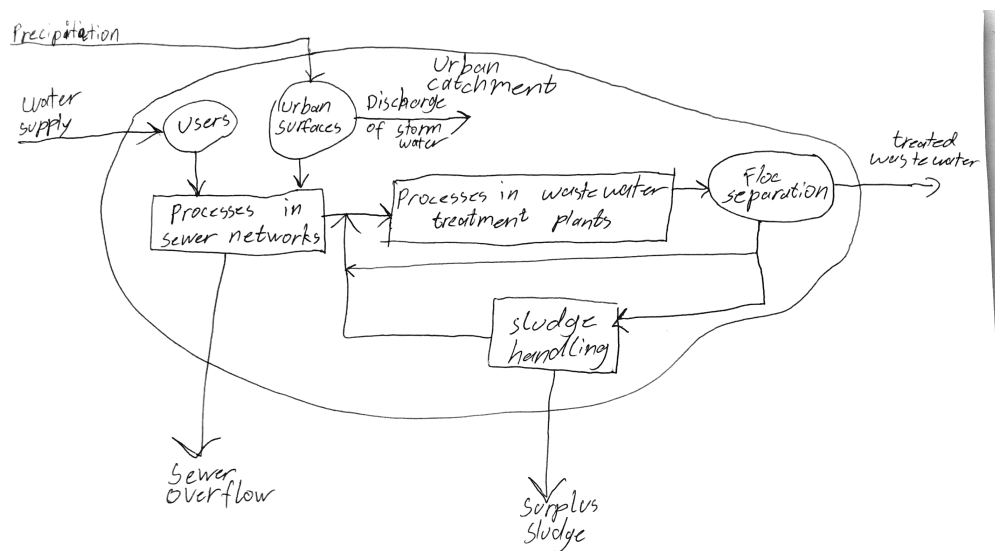 Precipitation
Urban
catchment
water
supply
users
urban
surfaces
Discharge
of storm
water
treated
wastewater
Floc
separation
Processes in
sewer networks
Processes in wastewater
treatment plants
sludge
handling
Sewer
overflow
Surplus
sludge